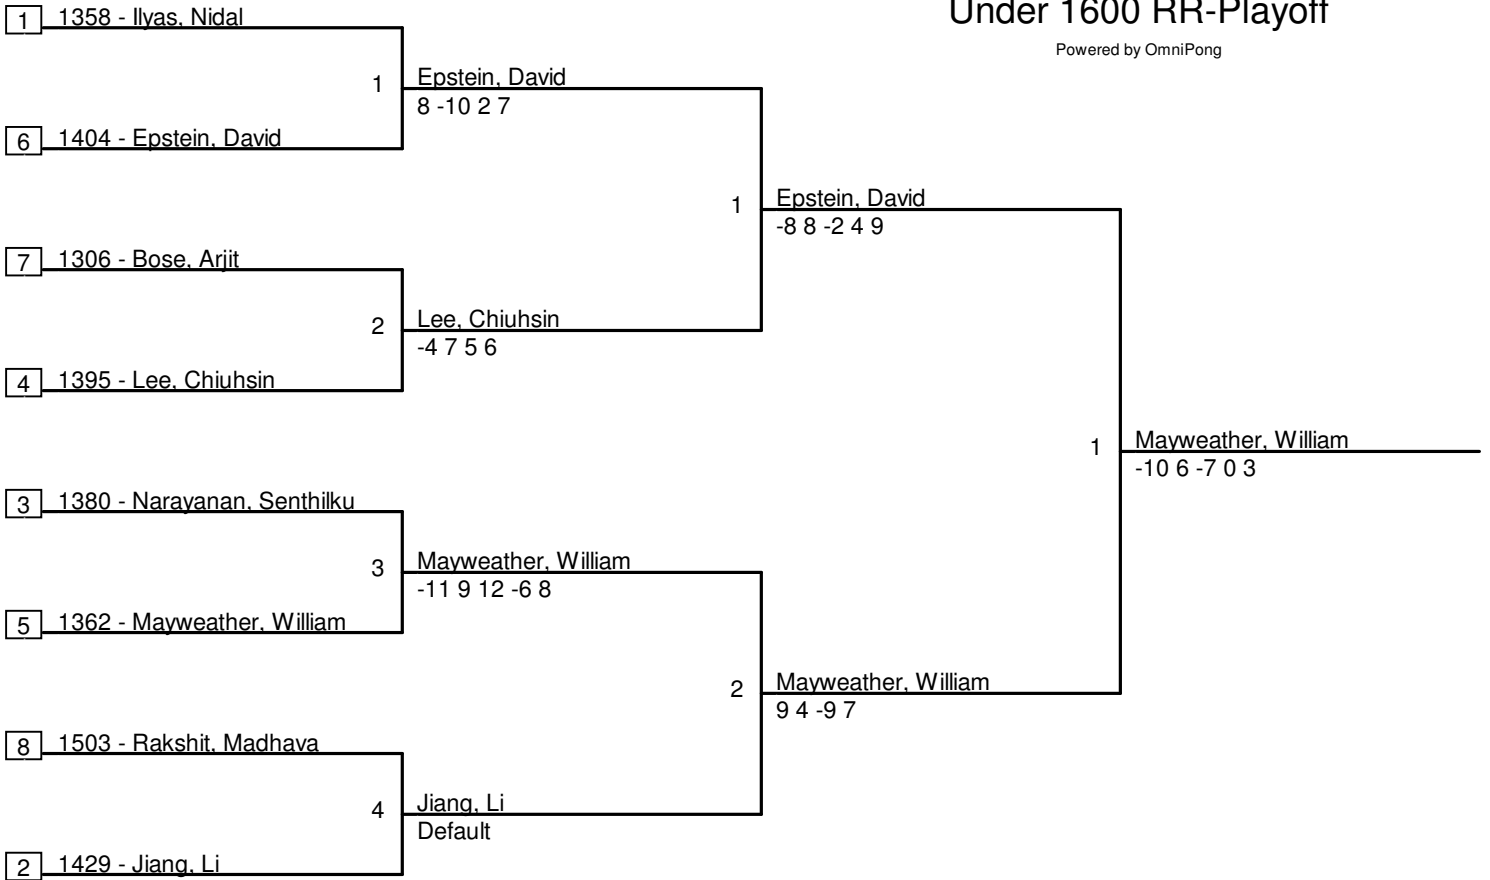 Under 1600 RR-Playoff
Powered by OmniPong
1 1358 - Ilyas, Nidal
1 Epstein, David
8 -10 2 7
6 1404 - Epstein, David
1 Epstein, David
-8 8 -2 4 9
7 1306 - Bose, Arjit
2 Lee, Chiuhsin
-4 7 5 6
4 1395 - Lee, Chiuhsin
1 Mayweather, William
-10 6 -7 0 3
3 1380 - Narayanan, Senthilku
3 Mayweather, William
-11 9 12 -6 8
5 1362 - Mayweather, William
2 Mayweather, William
9 4 -9 7
8 1503 - Rakshit, Madhava
4 Jiang, Li
Default
2 1429 - Jiang, Li